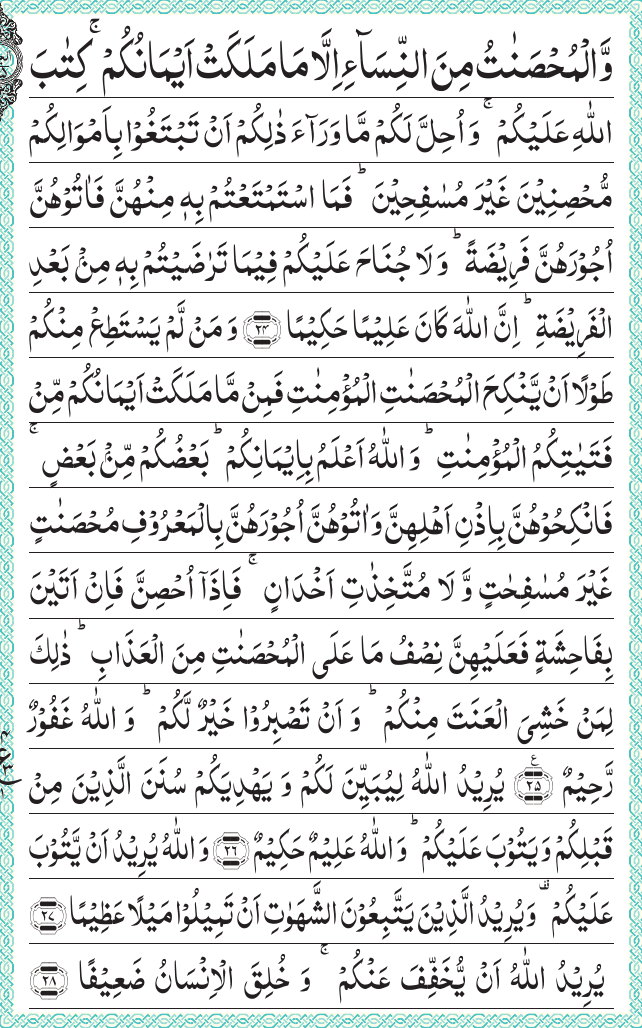 وَّالۡمُحۡصَنٰتُ مِنَ النِّسَآءِ اِلَّا مَا مَلَكَتۡ اَيۡمَانُكُمۡ‌ۚ كِتٰبَ
اللّٰهِ عَلَيۡكُمۡ‌ۚ وَ اُحِلَّ لَكُمۡ مَّا وَرَآءَ ذٰلِكُمۡ اَنۡ تَبۡتَغُوۡا بِاَمۡوَالِكُمۡ
مُّحۡصِنِيۡنَ غَيۡرَ مُسٰفِحِيۡنَ‌ ؕ فَمَا اسۡتَمۡتَعۡتُمۡ بِهٖ مِنۡهُنَّ فَاٰتُوۡهُنَّ
اُجُوۡرَهُنَّ فَرِيۡضَةً‌ ؕ وَ لَا جُنَاحَ عَلَيۡكُمۡ فِيۡمَا تَرٰضَيۡتُمۡ بِهٖ مِنۡۢ بَعۡدِ
الۡفَرِيۡضَةِ‌ ؕ اِنَّ اللّٰهَ كَانَ عَلِيۡمًا حَكِيۡمًا ۲۴ وَ مَنۡ لَّمۡ يَسۡتَطِعۡ مِنۡكُمۡ
طَوۡلًا اَنۡ يَّنۡكِحَ الۡمُحۡصَنٰتِ الۡمُؤۡمِنٰتِ فَمِنۡ مَّا مَلَكَتۡ اَيۡمَانُكُمۡ مِّنۡ
فَتَيٰتِكُمُ الۡمُؤۡمِنٰتِ‌ ؕ وَ اللّٰهُ اَعۡلَمُ بِاِيۡمَانِكُمۡ‌ ؕ بَعۡضُكُمۡ مِّنۡۢ بَعۡضٍ‌ ۚ
فَانْكِحُوۡهُنَّ بِاِذۡنِ اَهۡلِهِنَّ وَاٰتُوۡهُنَّ اُجُوۡرَهُنَّ بِالۡمَعۡرُوۡفِ مُحۡصَنٰتٍ
غَيۡرَ مُسٰفِحٰتٍ وَّ لَا مُتَّخِذٰتِ اَخۡدَانٍ‌ ۚ فَاِذَاۤ اُحۡصِنَّ فَاِنۡ اَتَيۡنَ
بِفَاحِشَةٍ فَعَلَيۡهِنَّ نِصۡفُ مَا عَلَى الۡمُحۡصَنٰتِ مِنَ الۡعَذَابِ‌ ؕ ذٰلِكَ
لِمَنۡ خَشِىَ الۡعَنَتَ مِنۡكُمۡ‌ ؕ وَ اَنۡ تَصۡبِرُوۡا خَيۡرٌ لَّكُمۡ‌ ؕ وَ اللّٰهُ غَفُوۡرٌ
رَّحِيۡمٌ ۲۵ ع يُرِيۡدُ اللّٰهُ لِيُبَيِّنَ لَكُمۡ وَ يَهۡدِيَكُمۡ سُنَنَ الَّذِيۡنَ مِنۡ
قَبۡلِكُمۡ وَ يَتُوۡبَ عَلَيۡكُمۡ‌ ؕ وَ اللّٰهُ عَلِيۡمٌ حَكِيۡمٌ ۲۶ وَ اللّٰهُ يُرِيۡدُ اَنۡ يَّتُوۡبَ
عَلَيۡكُمۡ وَيُرِيۡدُ الَّذِيۡنَ يَتَّبِعُوۡنَ الشَّهَوٰتِ اَنۡ تَمِيۡلُوۡا مَيۡلًا عَظِيۡمًا ۲۷
يُرِيۡدُ اللّٰهُ اَنۡ يُّخَفِّفَ عَنۡكُمۡ‌ۚ وَ خُلِقَ الۡاِنۡسَانُ ضَعِيۡفًا ۲۸